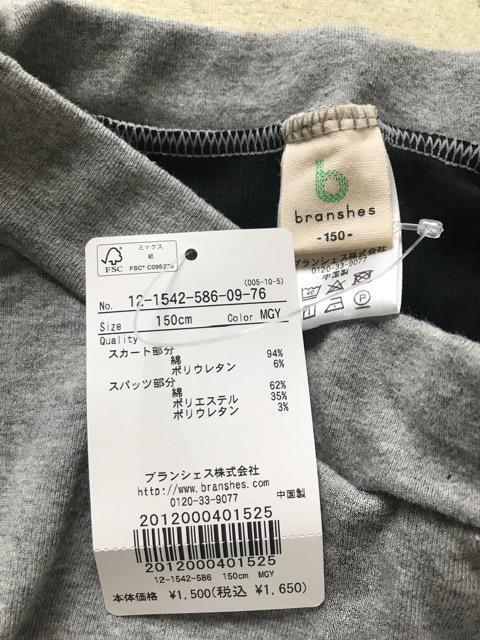 b
branshes
-150-
ブランシェス㈱
0120-33-9077
中国製
FSC
ミックス
紙
FSC® C095270
(005-10-5)
No. 12-1542-586-09-76
Size 150cm Color MGY
Quality
スカート部分
綿 94%
ポリウレタン 6%
スパッツ部分
綿 62%
ポリエステル 35%
ポリウレタン 3%
ブランシェス株式会社
http://www.branshes.com
0120-33-9077 中国製
2012000401525
2012000401525
12-1542-586 150cm MGY
本体価格 ¥1,500(税込 ¥1,650)